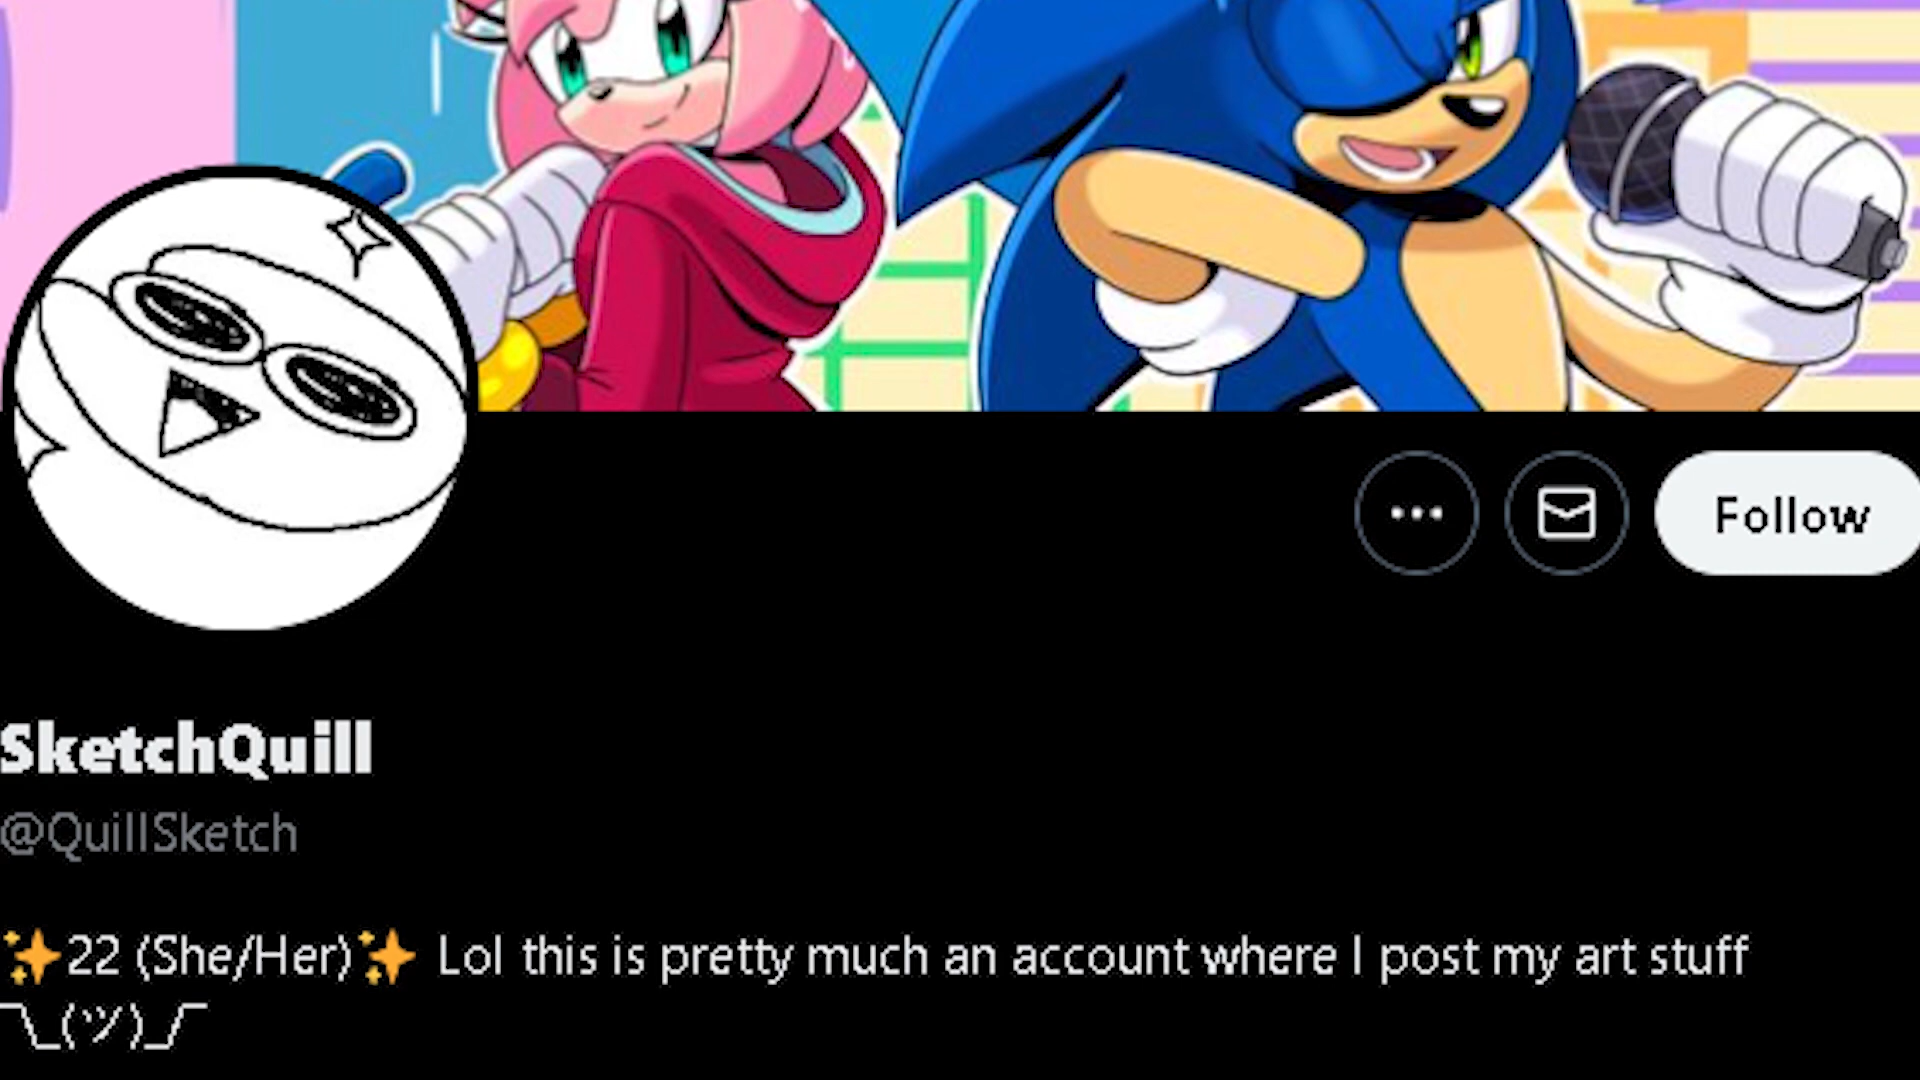 Follow
SketchQuill
@QuillSketch
✨22 (She/Her)✨ Lol this is pretty much an account where I post my art stuff
¯\_(ツ)_/¯